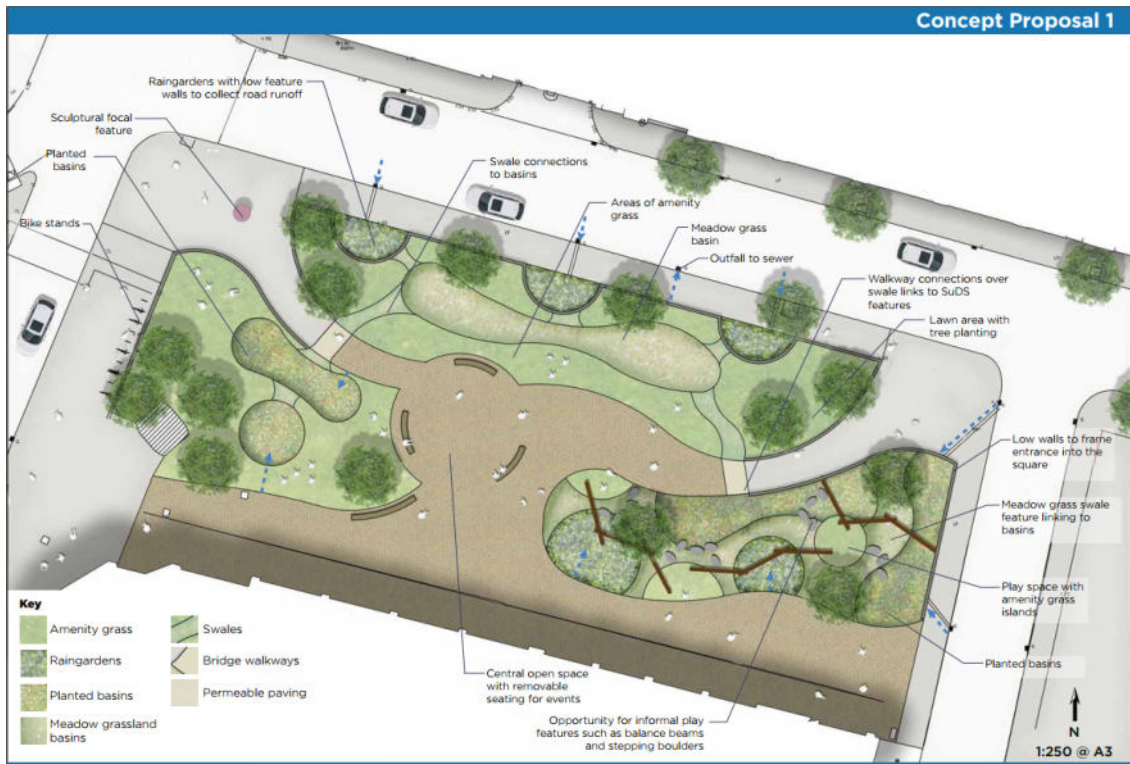 Concept Proposal 1
Raingardens with low feature
walls to collect road runoff
Sculptural focal
feature
Planted
basins
Bike stands
Swale connections
to basins
Areas of amenity
grass
Meadow grass
basin
Outfall to sewer
Walkway connections over
swale links to SuDS
features
Lawn area with
tree planting
Low walls to frame
entrance into the
square
Meadow grass swale
feature linking to
basins
Play space with
amenity grass
islands
Planted basins
Central open space
with removable
seating for events
Opportunity for informal play
features such as balance beams
and stepping boulders
Key
Amenity grass
Raingardens
Planted basins
Meadow grassland
basins
Swales
Bridge walkways
Permeable paving
N
1:250 @ A3